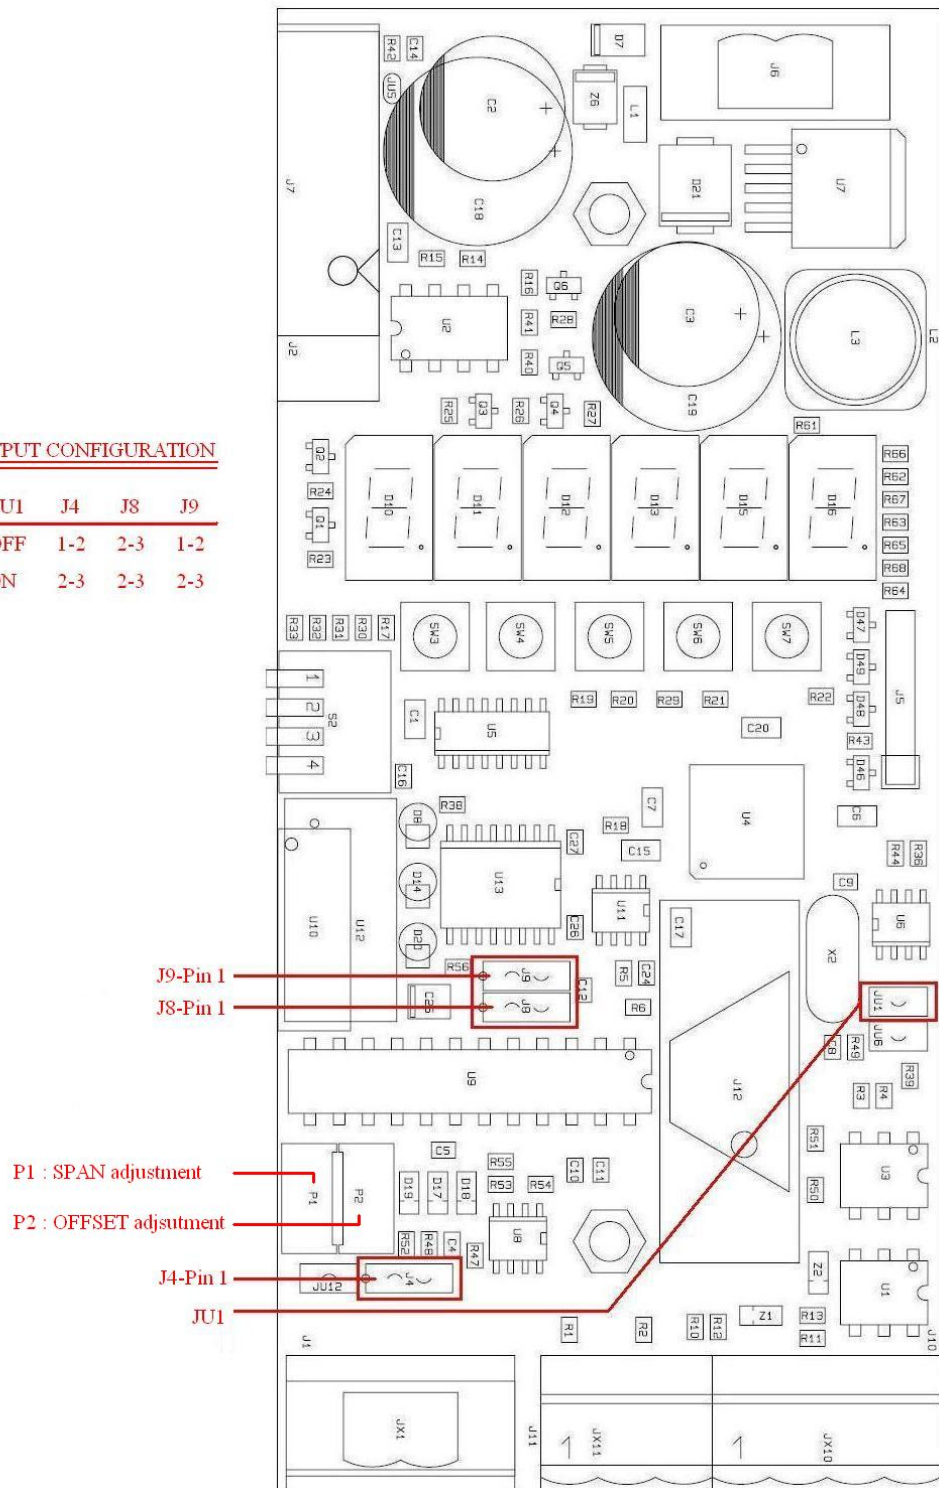 D7
R42
C14
J6
JU5
C2
Z6
L1
J7
D21
U7
C18
C13
R15
R14
R16
Q6
U2
R41
R28
C3
L3
L2
J2
R40
Q5
R25
Q3
R26
Q4
R27
C19
R61
PUT CONFIGURATION
Q2
R66
R62
R24
D10
D11
D12
D13
D15
D16
R67
U1 J4 J8 J9
Q1
R63
OFF 1-2 2-3 1-2
R65
R23
R68
ON 2-3 2-3 2-3
R64
R33
R32
R31
R30
R17
SW3
SW4
SW5
SW6
SW7
D47
D49
1
R19
R20
R29
R21
R22
D48
J5
2
S2
C1
U5
C20
R43
3
4
C16
D46
R38
D8
C7
U4
C6
R18
C27
C15
R44
R36
D14
U13
C9
U11
U10
U12
C17
U6
D20
C26
X2
R56
J9-Pin 1
J9
C12
R5
C24
J8-Pin 1
C25
J8
R6
JU1
JU6
C8
R49
U9
J12
R39
R3
R4
C5
R51
P1 : SPAN adjustment
R55
C10
C11
U3
P1
P2
D19
D17
D18
R53
R54
R50
P2 : OFFSET adjsutment
R52
R48
C4
R47
U8
J4-Pin 1
JU12
J4
Z2
U1
JU1
R1
R2
R10
R12
Z1
R13
R11
J1
J10
JX1
J11
1
JX11
1
JX10